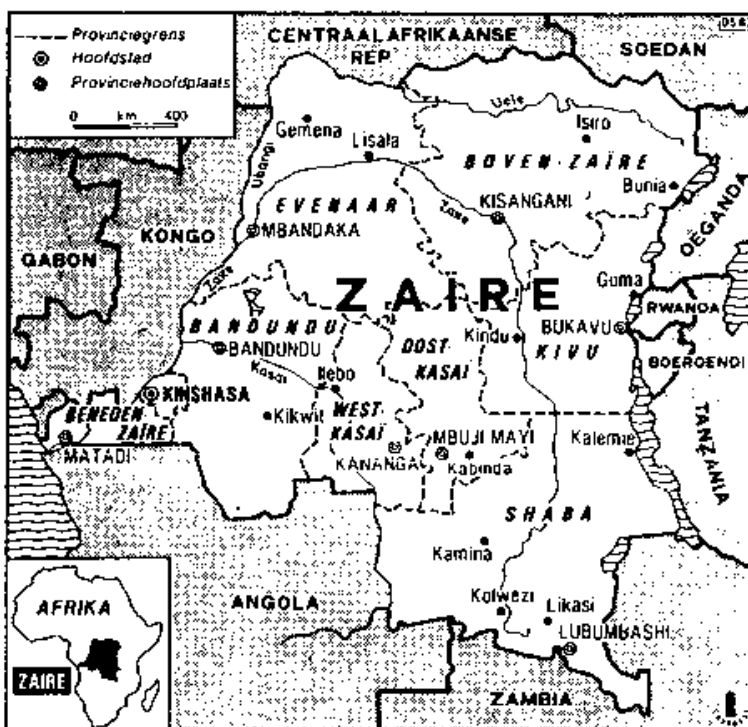 Provinciegrens
Hoofdstad
Provinciehoofdplaats
0 km 400
CENTRAAL AFRIKAANSE
REP.
SOEDAN
Uele
Gemena
Isiro
Lisala
Ubangi
BOVEN-ZAÏRE
Bunia
EVENAAR
Zaïre
KISANGANI
OEGANDA
KONGO
MBANDAKA
GABON
Zaïre
ZAIRE
Goma
RWANDA
BANDUNDU
OOST-
KASAI
Kindu
BUKAVU
KIVU
BANDUNDU
BOEROENDI
Kasai
Ilebo
KINSHASA
BENEDEN-
ZAÏRE
Kikwit
WEST-
KASAÏ
MBUJI MAYI
Kalemie
TANZANIA
MATADI
KANANGA
Kabinda
SHABA
Kamina
AFRIKA
ANGOLA
Kolwezi
Likasi
LUBUMBASHI
ZAIRE
ZAMBIA